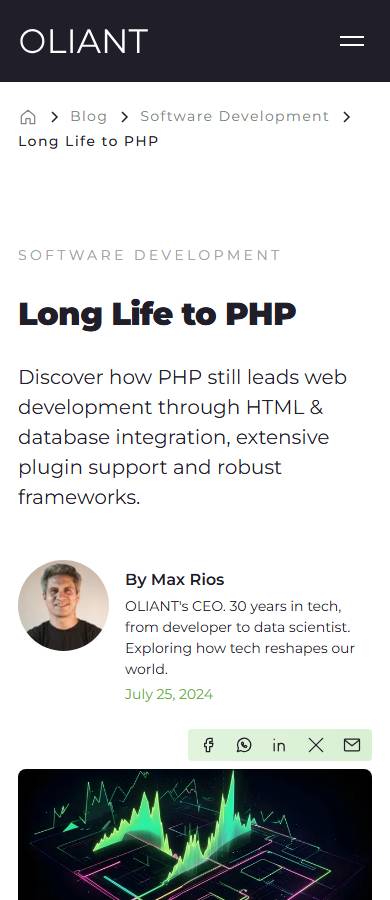 OLIANT
Blog Software Development
Long Life to PHP
SOFTWARE DEVELOPMENT
Long Life to PHP
Discover how PHP still leads web
development through HTML &
database integration, extensive
plugin support and robust
frameworks.
By Max Rios
OLIANT's CEO. 30 years in tech,
from developer to data scientist.
Exploring how tech reshapes our
world.
July 25, 2024